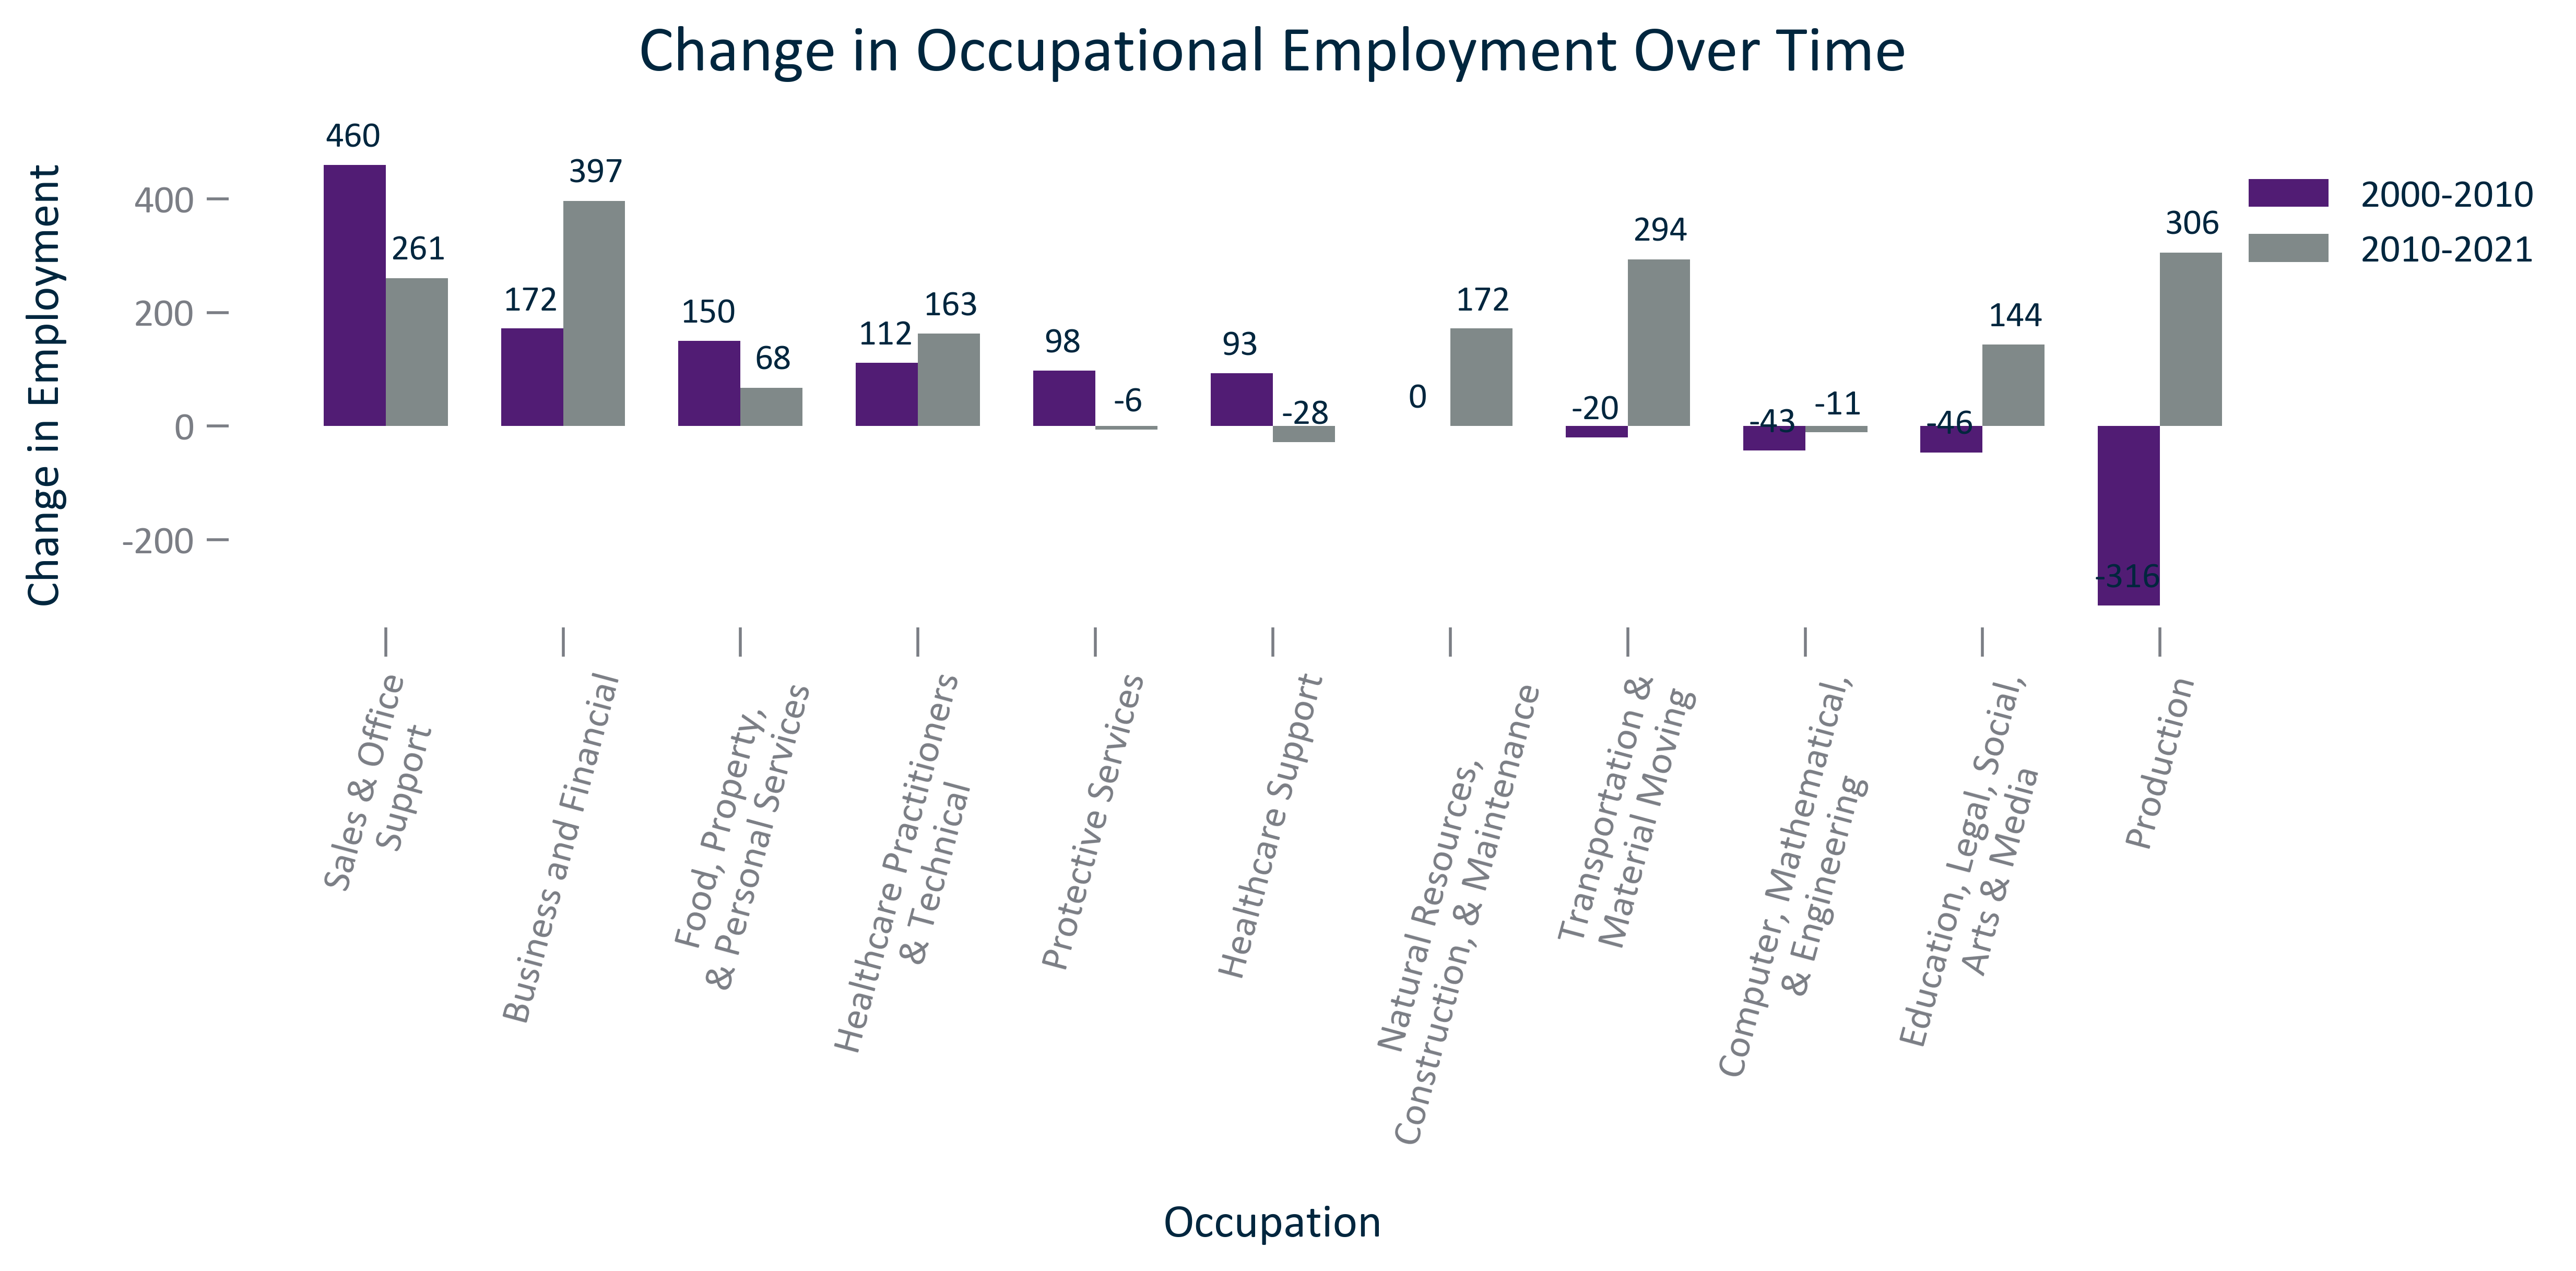 Change in Occupational Employment Over Time
Change in Employment
400
200
0
-200
460
261
172
397
150
68
112
163
98
-6
93
-28
0
172
-20
294
-43
-11
-46
144
-316
306
2000-2010
2010-2021
Sales & Office
Support
Business and Financial
Food, Property,
& Personal Services
Healthcare Practitioners
& Technical
Protective Services
Healthcare Support
Natural Resources,
Construction, & Maintenance
Transportation &
Material Moving
Computer, Mathematical,
& Engineering
Education, Legal, Social,
Arts & Media
Production
Occupation